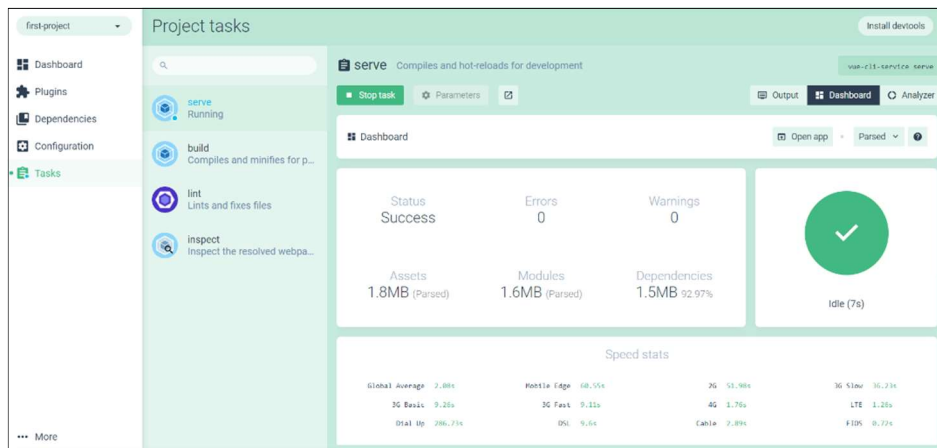 first-project
Project tasks
Install devtools
Dashboard
Plugins
Dependencies
Configuration
Tasks
More
serve
Running
build
Compiles and minifies for p...
lint
Lints and fixes files
inspect
Inspect the resolved webpa...
serve Compiles and hot-reloads for development
vue-cli-service serve
Stop task Parameters
Output Dashboard Analyzer
Dashboard
Open app Parsed
Status Errors Warnings
Success 0 0
Assets Modules Dependencies
1.8MB (Parsed) 1.6MB (Parsed) 1.5MB 92.97%
Idle (7s)
Speed stats
Global Average 2.08s Mobile Edge 60.55s 2G 51.98s 3G Slow 36.23s
3G Basic 9.26s 3G Fast 9.11s 4G 1.76s LTE 1.28s
Dial Up 286.73s DSL 9.6s Cable 2.89s FIOS 0.72s